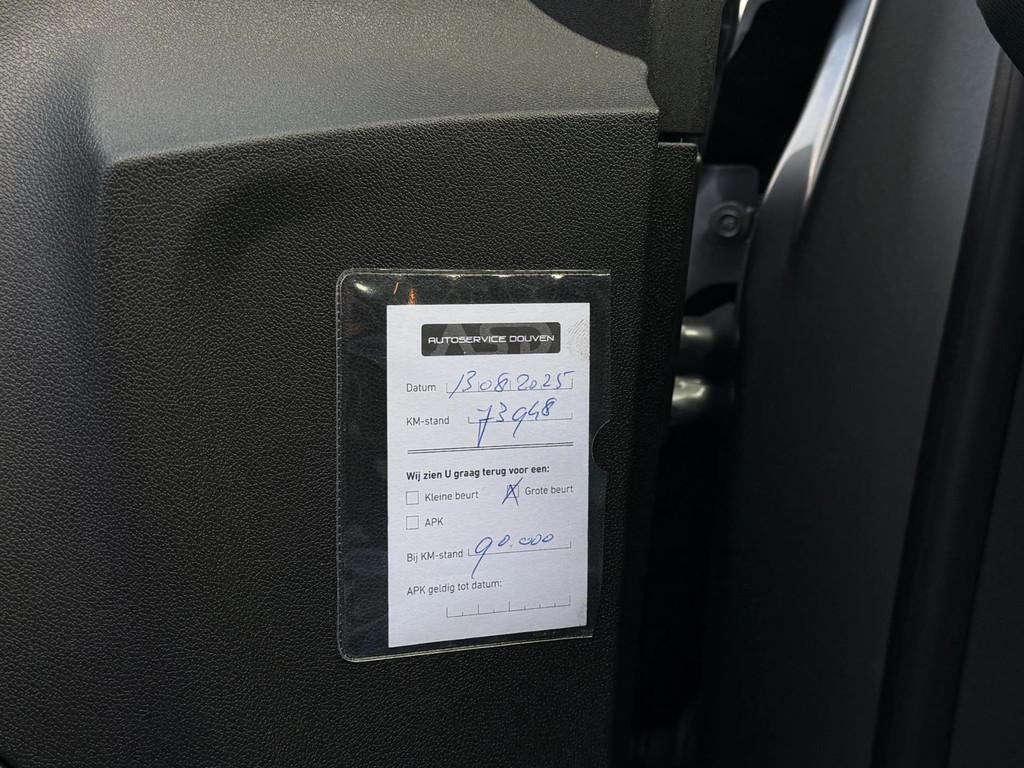 AUTOSERVICE DOUVEN
Datum 13 08 2025
KM-stand 73948
Wij zien U graag terug voor een:
Kleine beurt X Grote beurt
APK
Bij KM-stand 90.000
APK geldig tot datum: